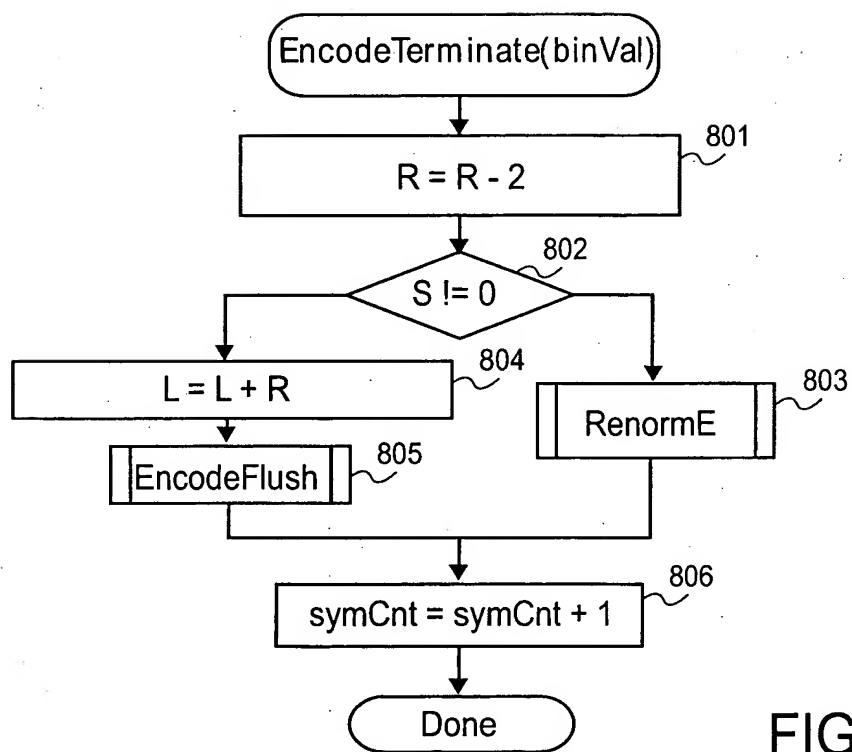 EncodeTerminate(binVal)
801
R = R - 2
802
S != 0
804
L = L + R
803
RenormE
EncodeFlush
805
806
symCnt = symCnt + 1
Done
FIG